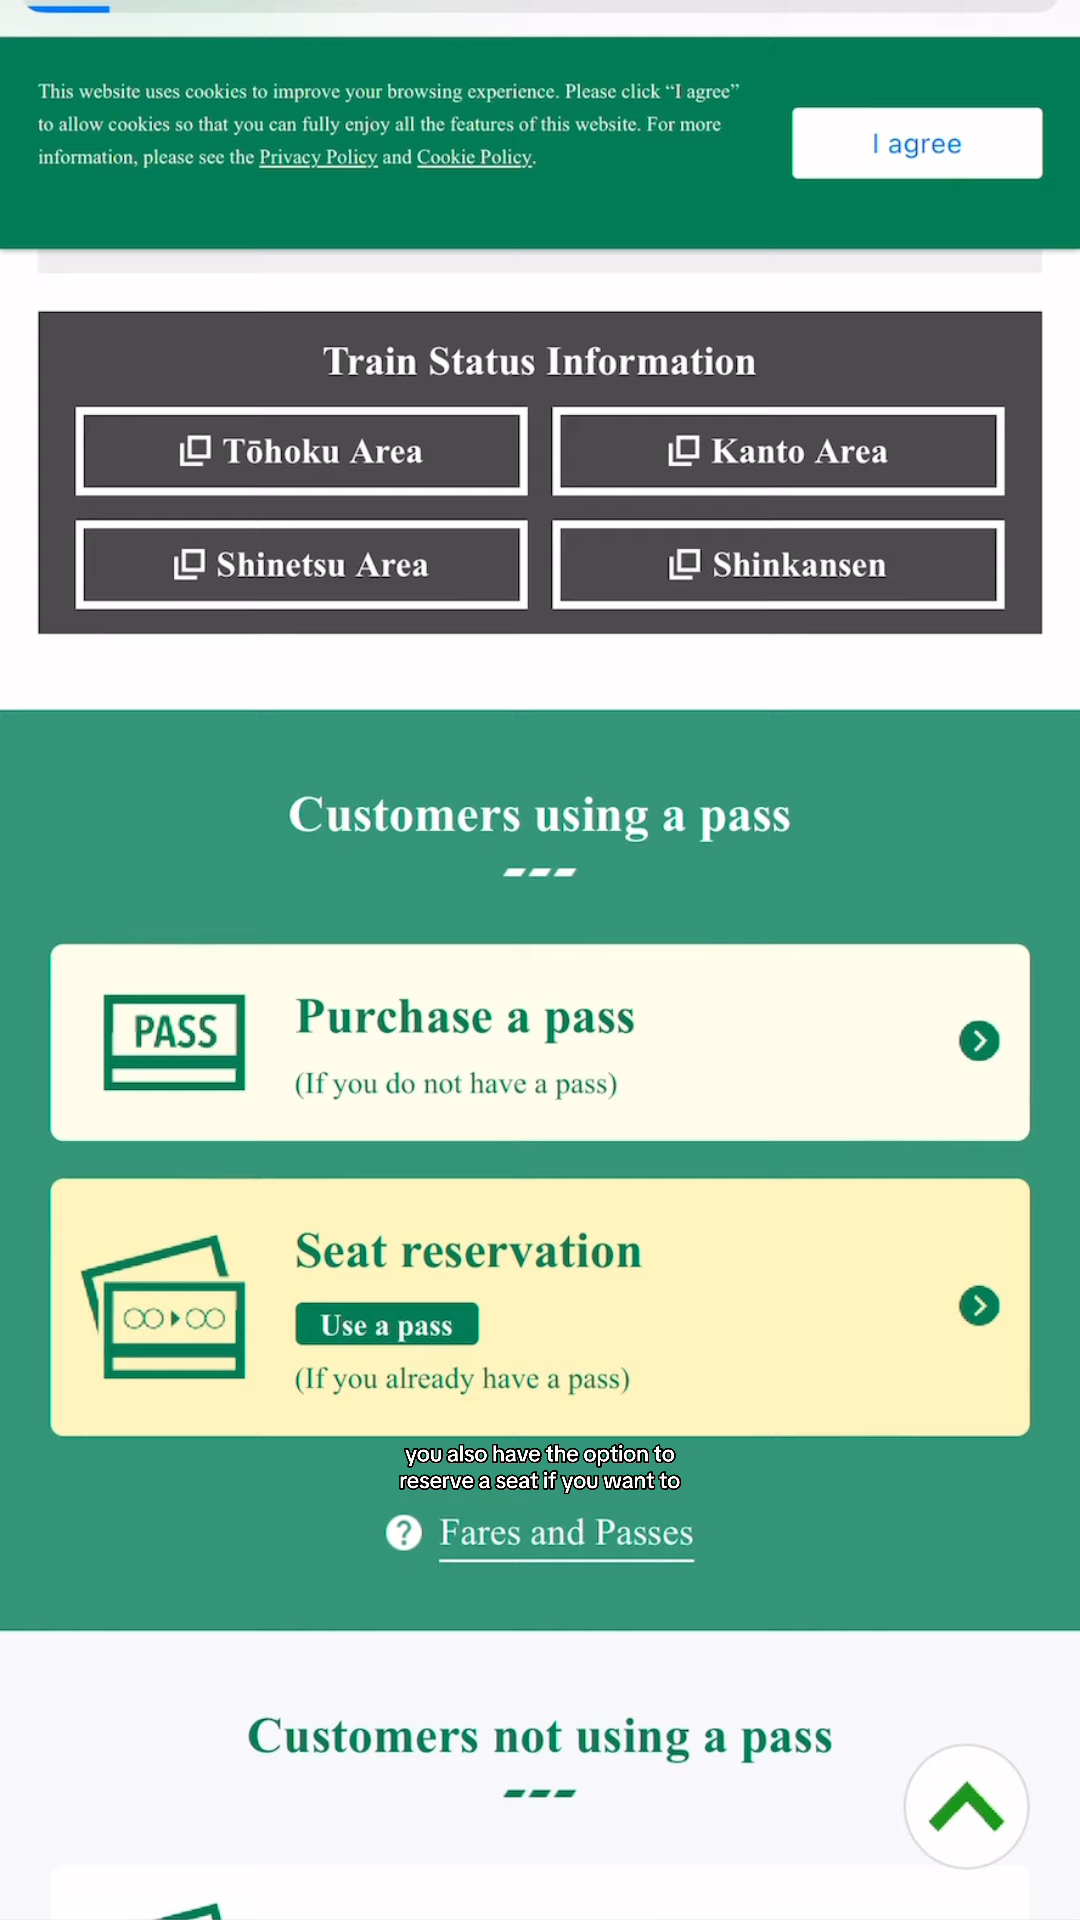 This website uses cookies to improve your browsing experience. Please click “I agree”
to allow cookies so that you can fully enjoy all the features of this website. For more
information, please see the Privacy Policy and Cookie Policy.
I agree
Train Status Information
Tōhoku Area
Kanto Area
Shinetsu Area
Shinkansen
Customers using a pass
PASS
Purchase a pass
(If you do not have a pass)
Seat reservation
Use a pass
(If you already have a pass)
you also have the option to
reserve a seat if you want to
? Fares and Passes
Customers not using a pass